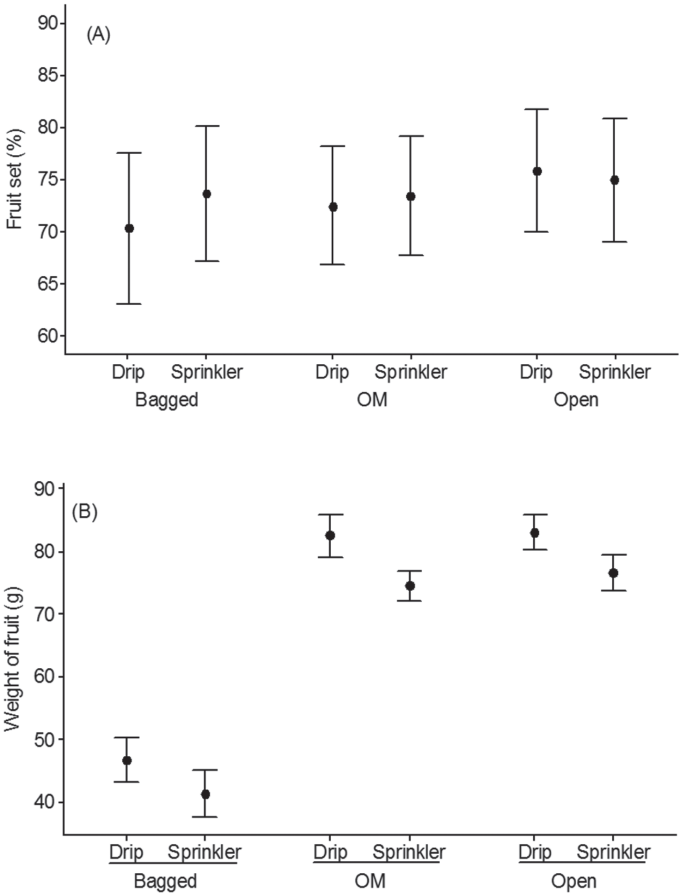 (A)
Fruit set (%)
90
85
80
75
70
65
60
Drip Sprinkler Drip Sprinkler Drip Sprinkler
Bagged OM Open
(B)
Weight of fruit (g)
90
80
70
60
50
40
Drip Sprinkler Drip Sprinkler Drip Sprinkler
Bagged OM Open